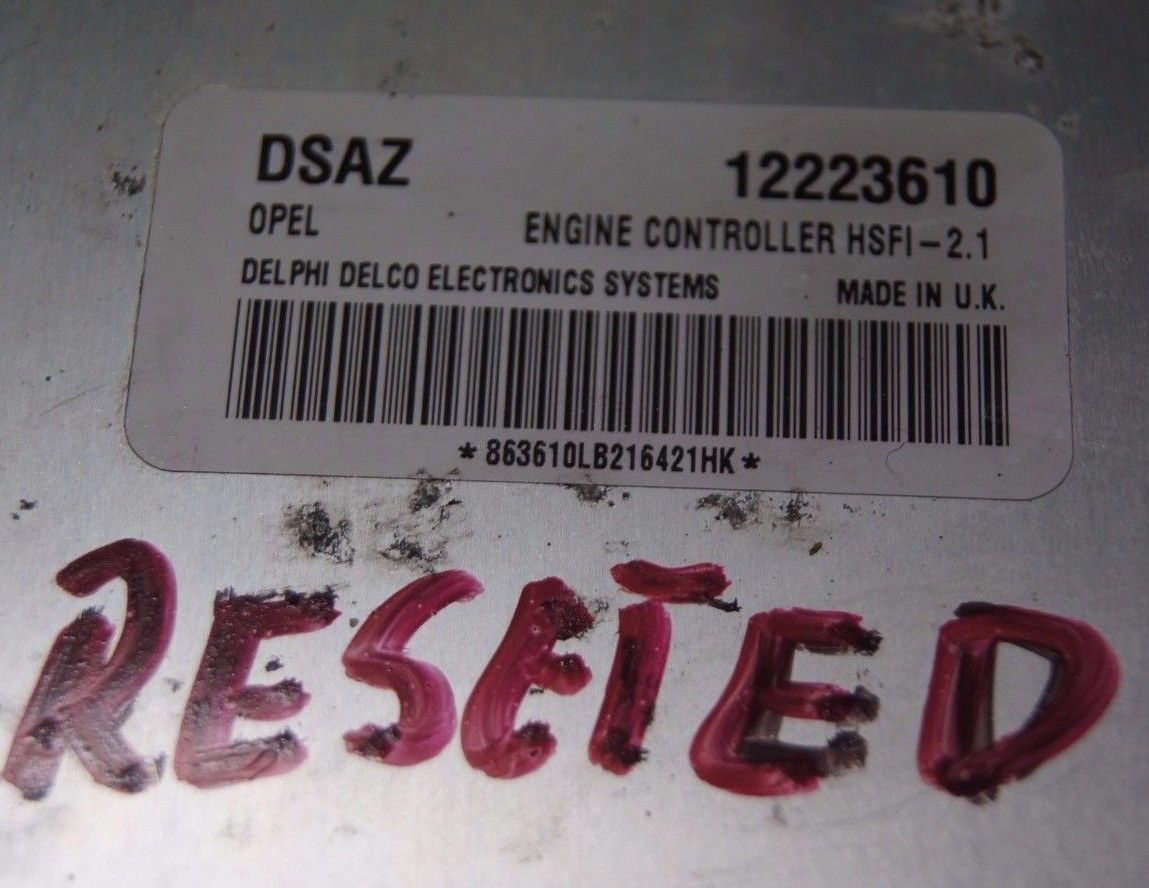 DSAZ 12223610
OPEL ENGINE CONTROLLER HSFI-2.1
DELPHI DELCO ELECTRONICS SYSTEMS MADE IN U.K.
*863610LB216421HK*
RESETED